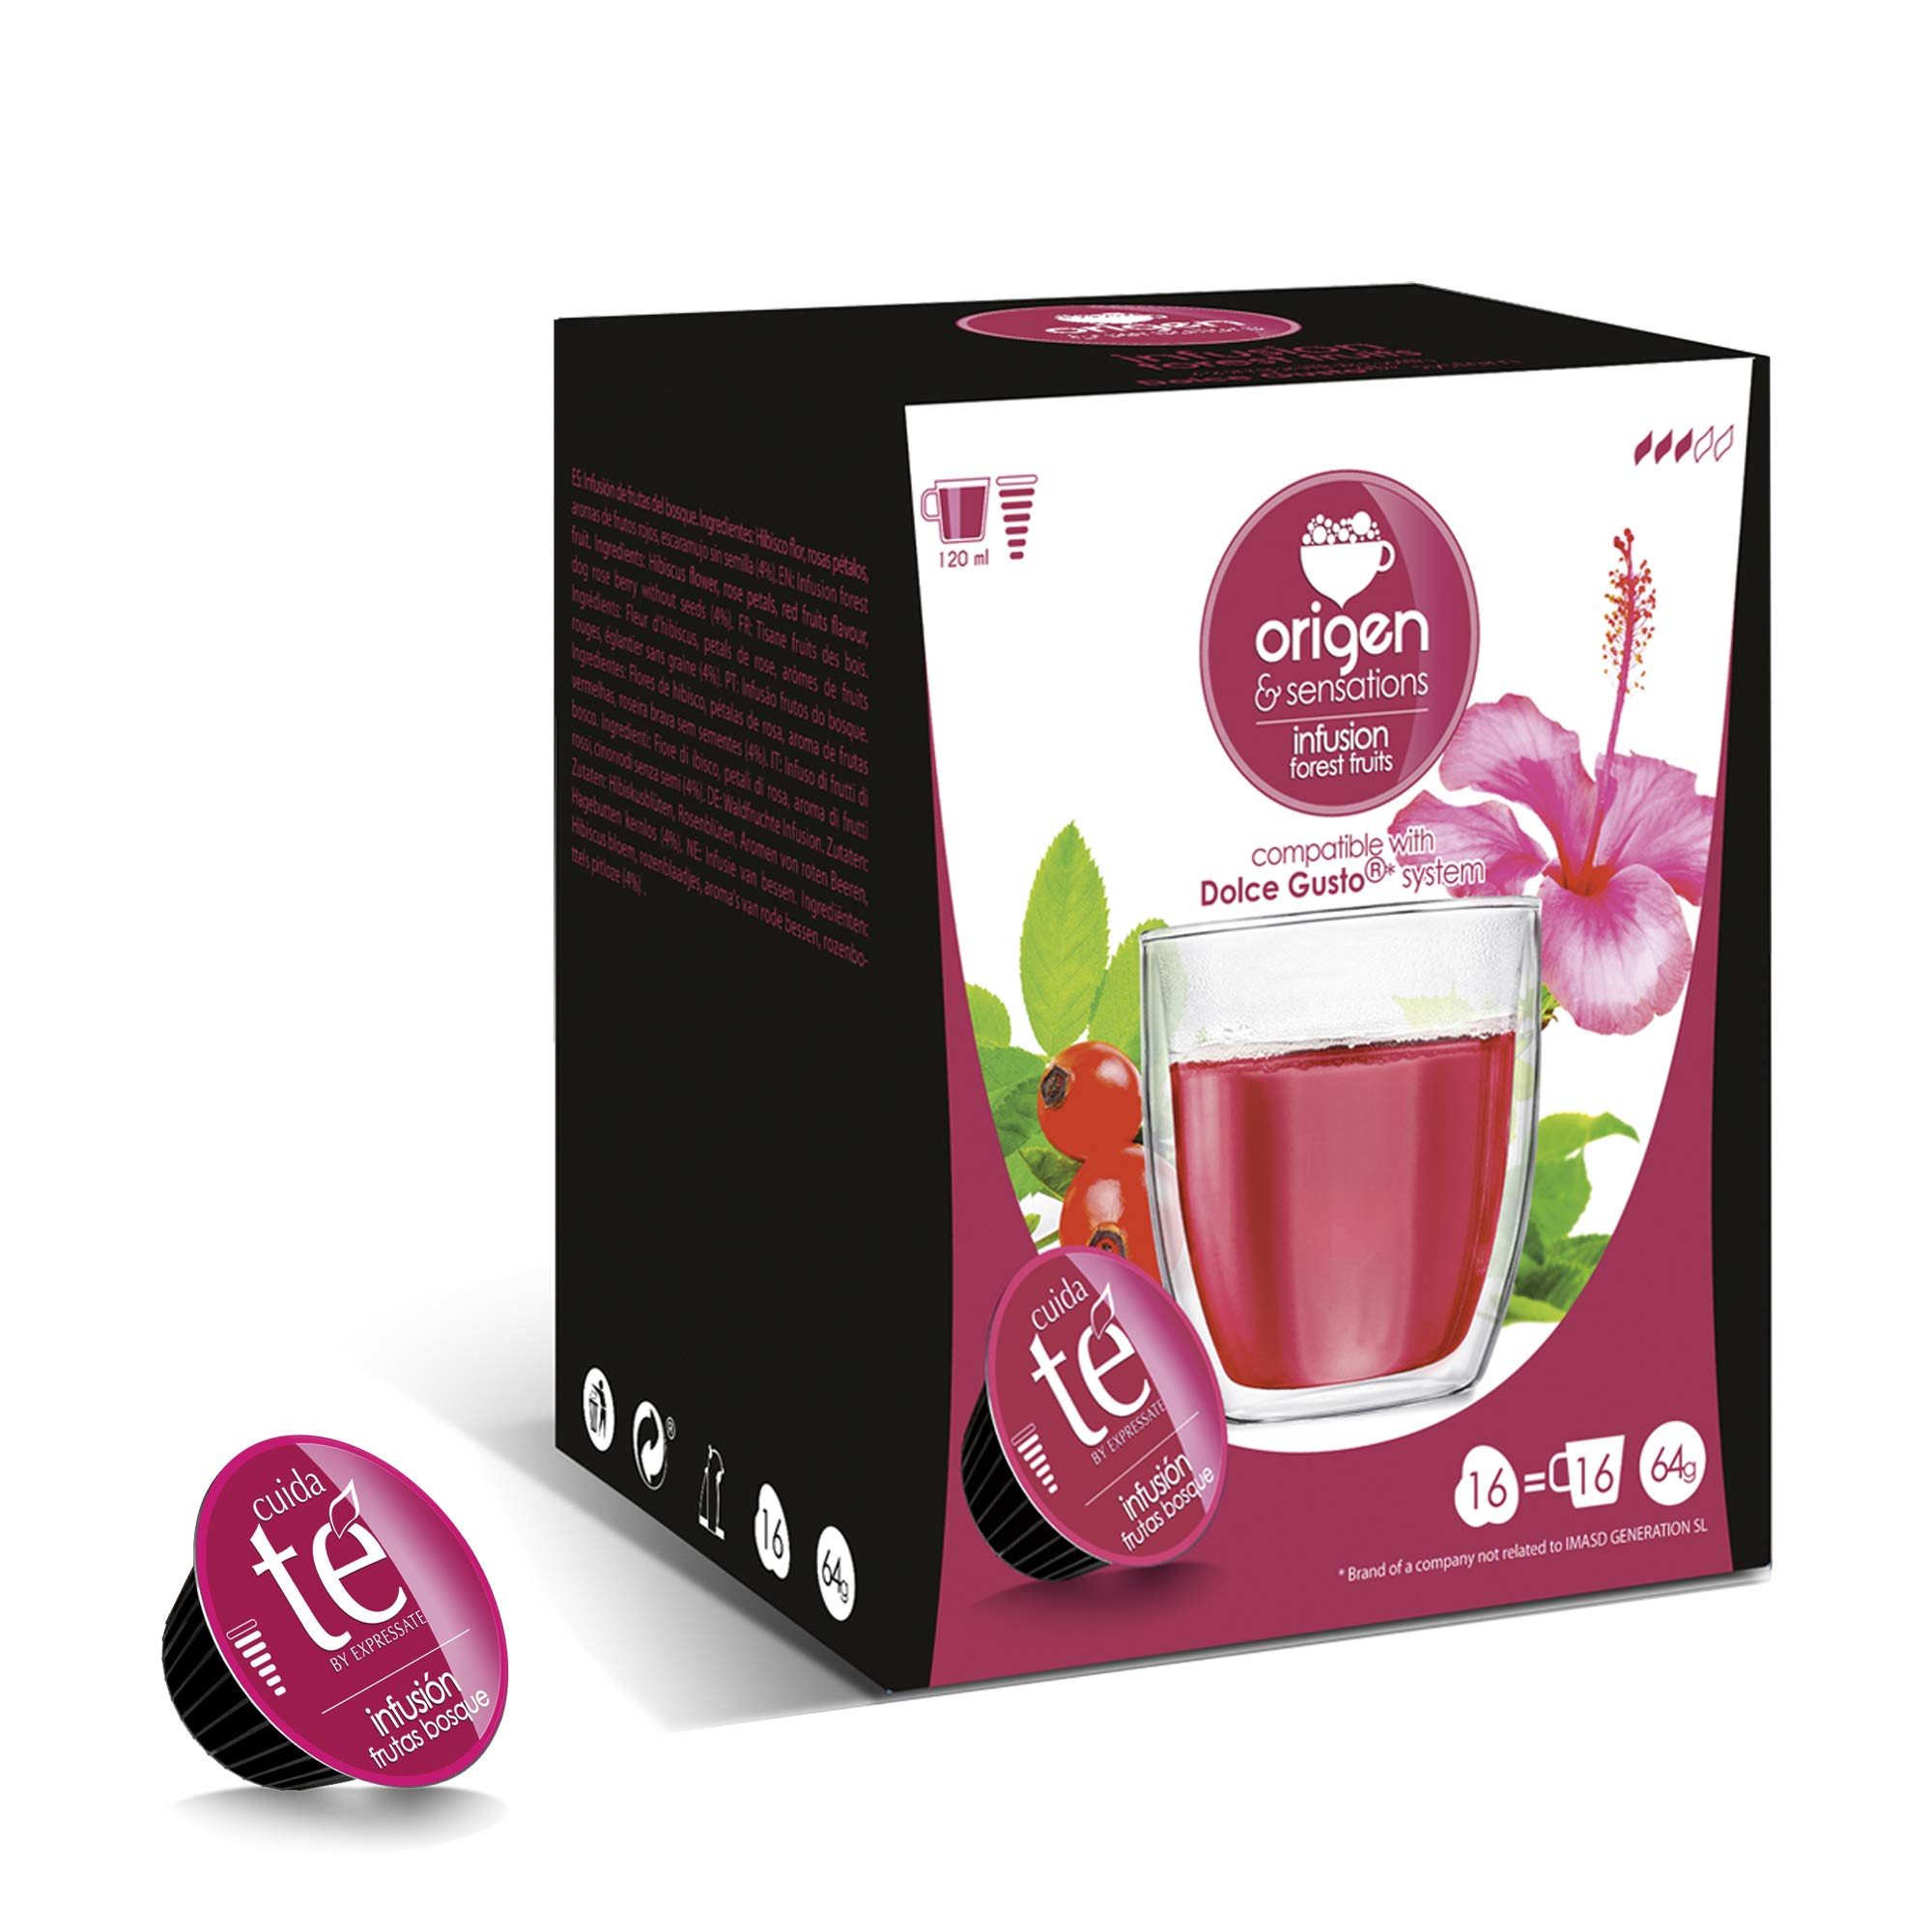 origen
infusion
forest fruits
Dolce Gusto
ES: Infusión de frutas del bosque. Ingredientes: Hilbisco flor, rosas pétalos,
aromas de frutos rojos, escaramujo sin semilla (4%). EN: Infusion forest
fruit. Ingredients: Hibiscus flower, rose petals, red fruits flavour,
dog rose berry without seeds (4%). FR: Tisane fruits des bois.
Ingrédients: Fleur d'hibiscus, petals de rose, arômes de fruits
rouges, églantier sans graine (4%). PT: Infusão frutos do bosque.
Ingredientes: Flores de hibisco, pétalas de rosa, aroma de frutas
vermelhas, roseira brava sem sementes (4%). IT: Infuso di frutti di
bosco. Ingredienti: Fiore di ibisco, petali di rosa, aroma di frutti
rossi, cinorrodi senza semi (4%). DE: Waldfruchte Infusion. Zutaten:
Zutaten: Hibiskusblüten, Rosenblüten, Aromen von roten Beeren,
Hagebutten kernlos (4%). NE: Infusie van bessen. Ingrediënten:
Hibiscus bloem, rozenblaadjes, aroma's van rode bessen, rozenbo-
ttels pitloze (4%).
120 ml
origen
& sensations
infusion
forest fruits
compatible with
Dolce Gusto®* system
cuida
té
BY EXPRESSATE
infusión
frutas bosque
16=16 64g
* Brand of a company not related to IMASD GENERATION SL
16
64g
cuida
té
BY EXPRESSATE
infusión
frutas bosque